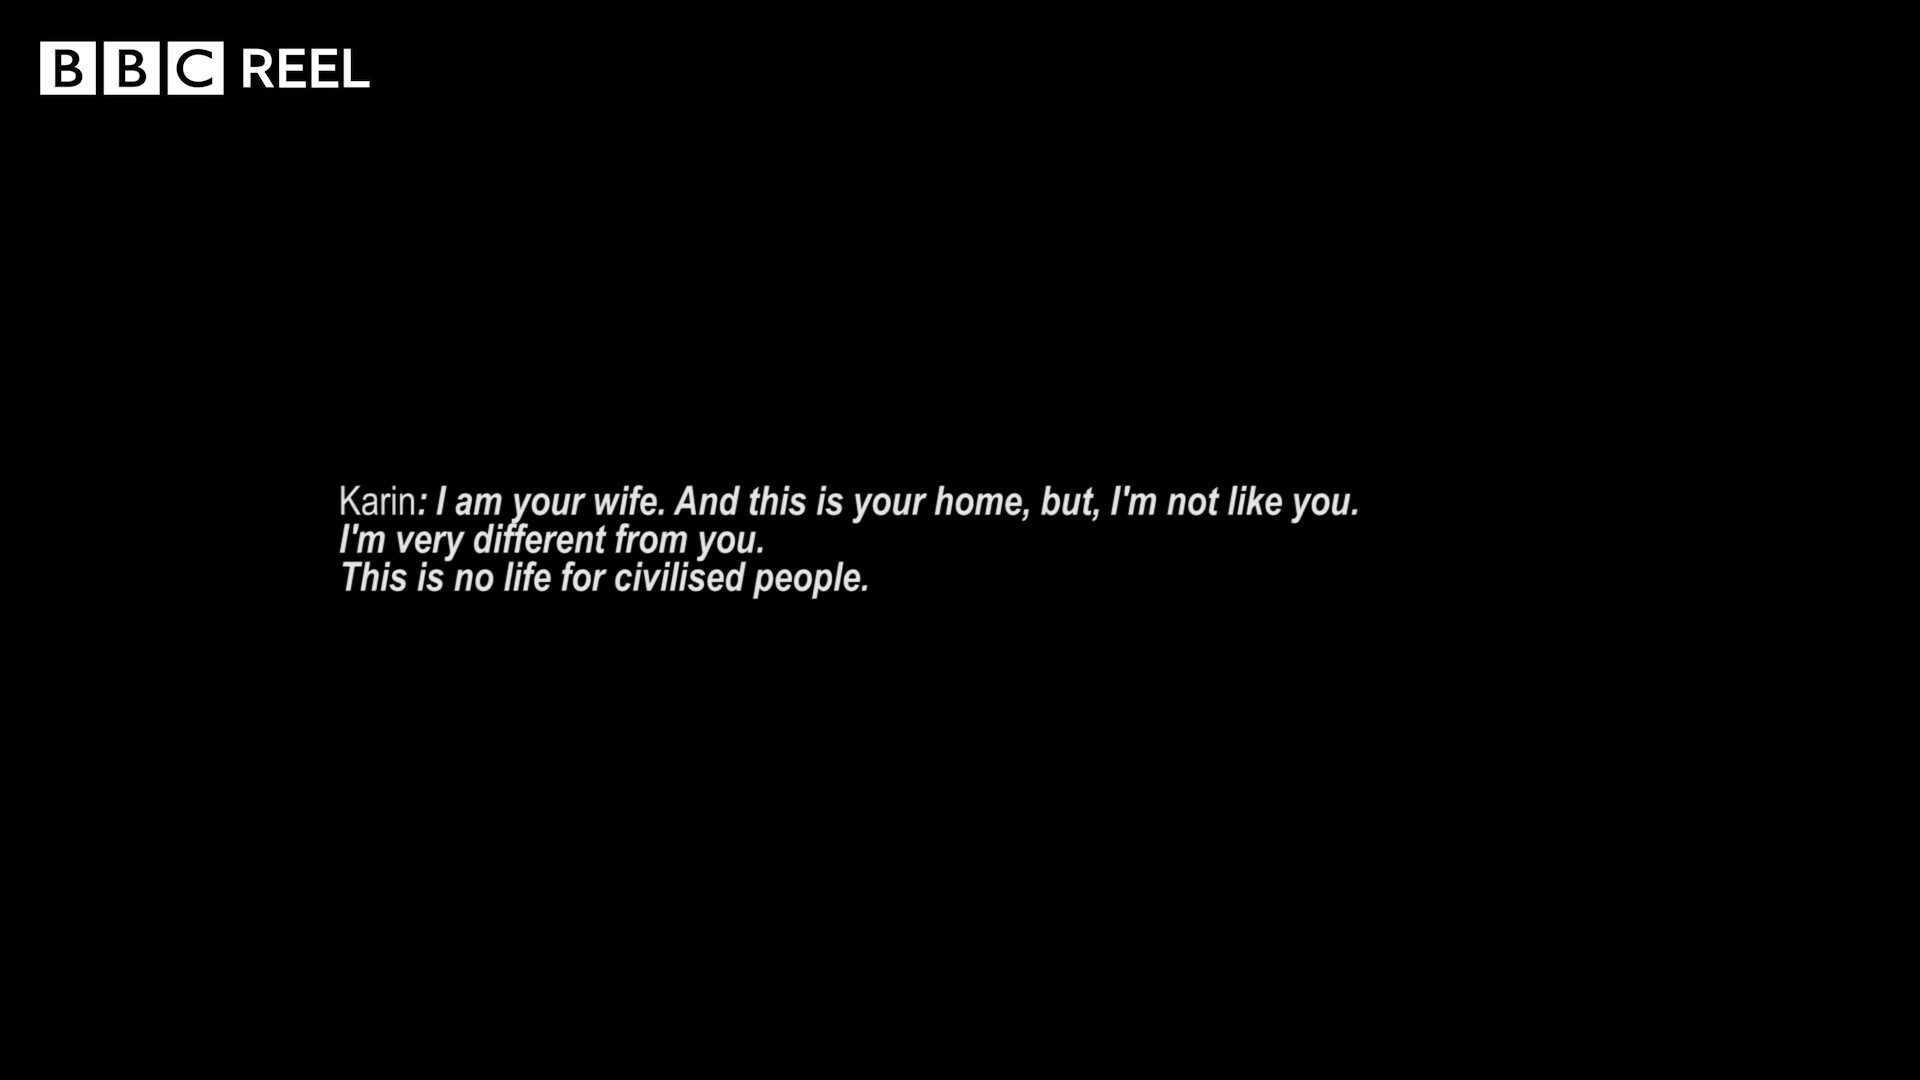 BBC REEL
Karin: I am your wife. And this is your home, but, I'm not like you.
I'm very different from you.
This is no life for civilised people.